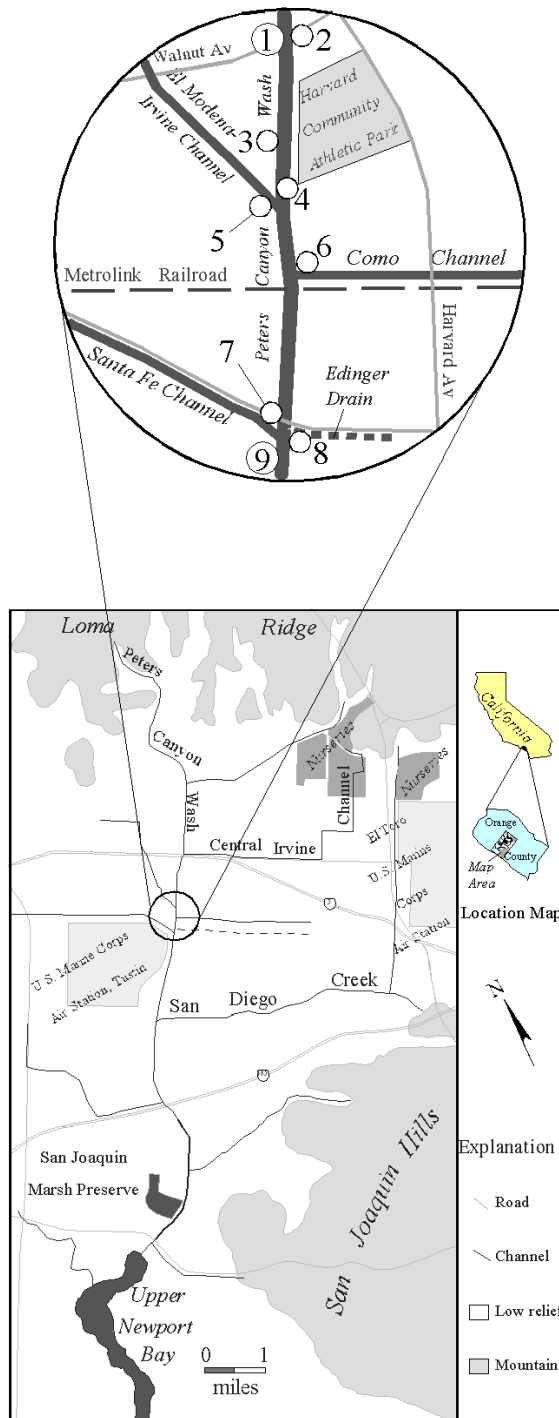 1
2
Walnut Av
El Modena-
Irvine Channel
Wash
Harvard
Community
Athletic Park
3
4
5
Canyon
6
Como Channel
Metrolink Railroad
Peters
Harvard Av
7
Santa Fe Channel
Edinger
Drain
8
9
Loma Ridge
Peters
Canyon
Wash
Nurseries
Channel
Nurseries
Central Irvine
El Toro
U.S. Marine
Corps
Air Station
U.S. Marine Corps
Air Station, Tustin
San Diego Creek
San Joaquin
Marsh Preserve
San Joaquin Hills
Upper
Newport
Bay
0 1
miles
California
Orange
County
Map
Area
Location Map
N
Explanation
Road
Channel
Low relief
Mountain